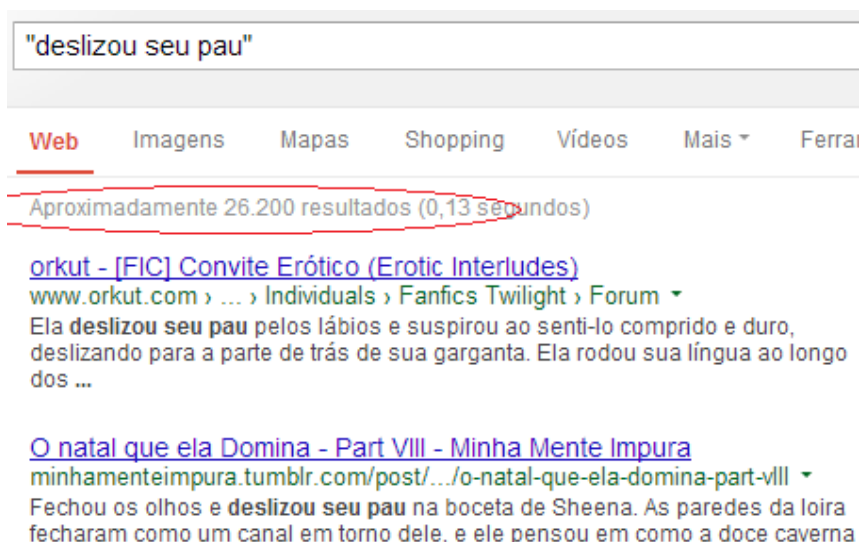 "deslizou seu pau"
Web Imagens Mapas Shopping Vídeos Mais Ferrar
Aproximadamente 26.200 resultados (0,13 segundos)
orkut - [FIC] Convite Erótico (Erotic Interludes)
www.orkut.com › ... › Individuals › Fanfics Twilight › Forum
Ela deslizou seu pau pelos lábios e suspirou ao senti-lo comprido e duro,
deslizando para a parte de trás de sua garganta. Ela rodou sua língua ao longo
dos ...
O natal que ela Domina - Part VIII - Minha Mente Impura
minhamenteimpura.tumblr.com/post/.../o-natal-que-ela-domina-part-vIII
Fechou os olhos e deslizou seu pau na boceta de Sheena. As paredes da loira
fecharam como um canal em torno dele, e ele pensou em como a doce caverna